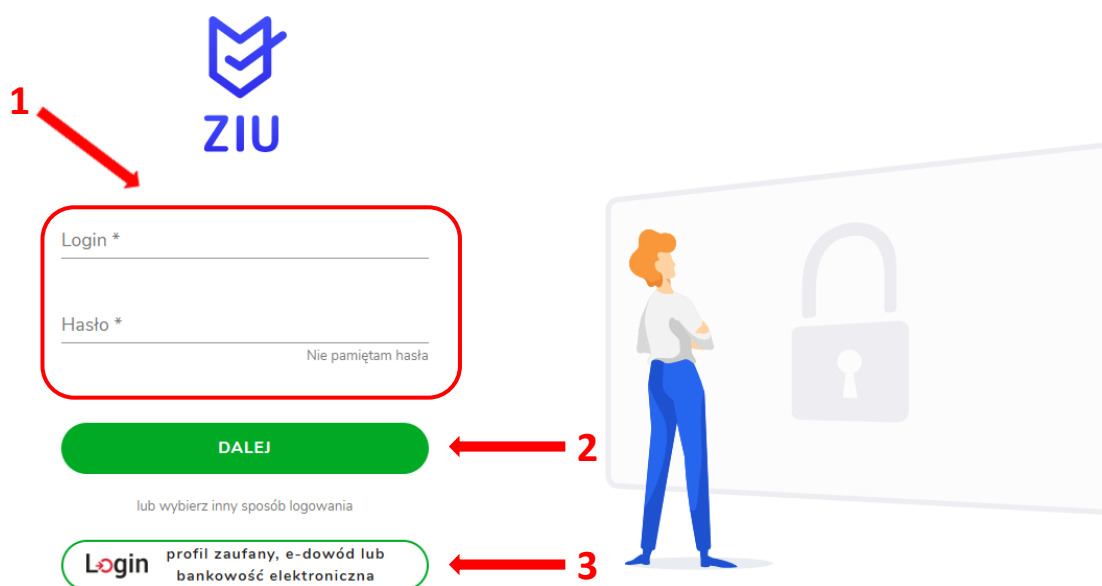 ZIU
1
Login *
Hasło *
Nie pamiętam hasła
DALEJ
2
lub wybierz inny sposób logowania
Login profil zaufany, e-dowód lub
bankowość elektroniczna
3